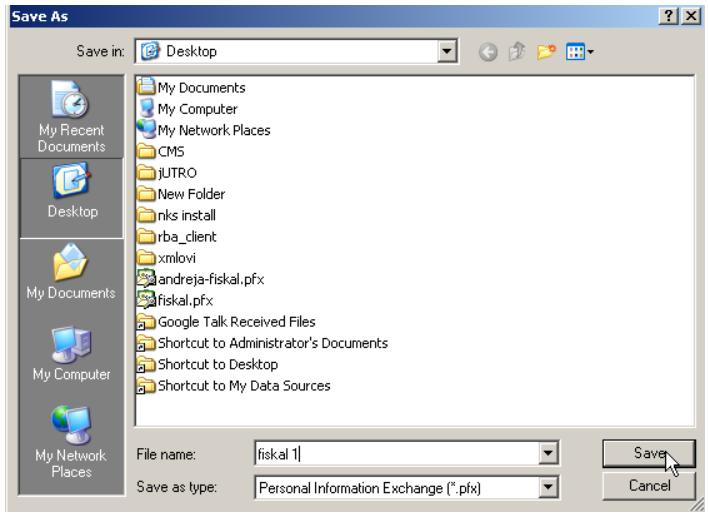 Save As
Save in: Desktop
My Recent
Documents
Desktop
My Documents
My Computer
My Network
Places
My Documents
My Computer
My Network Places
CMS
jUTRO
New Folder
nks install
rba_client
xmlovi
andreja-fiskal.pfx
fiskal.pfx
Google Talk Received Files
Shortcut to Administrator's Documents
Shortcut to Desktop
Shortcut to My Data Sources
File name: fiskal 1 Save
Save as type: Personal Information Exchange (*.pfx) Cancel